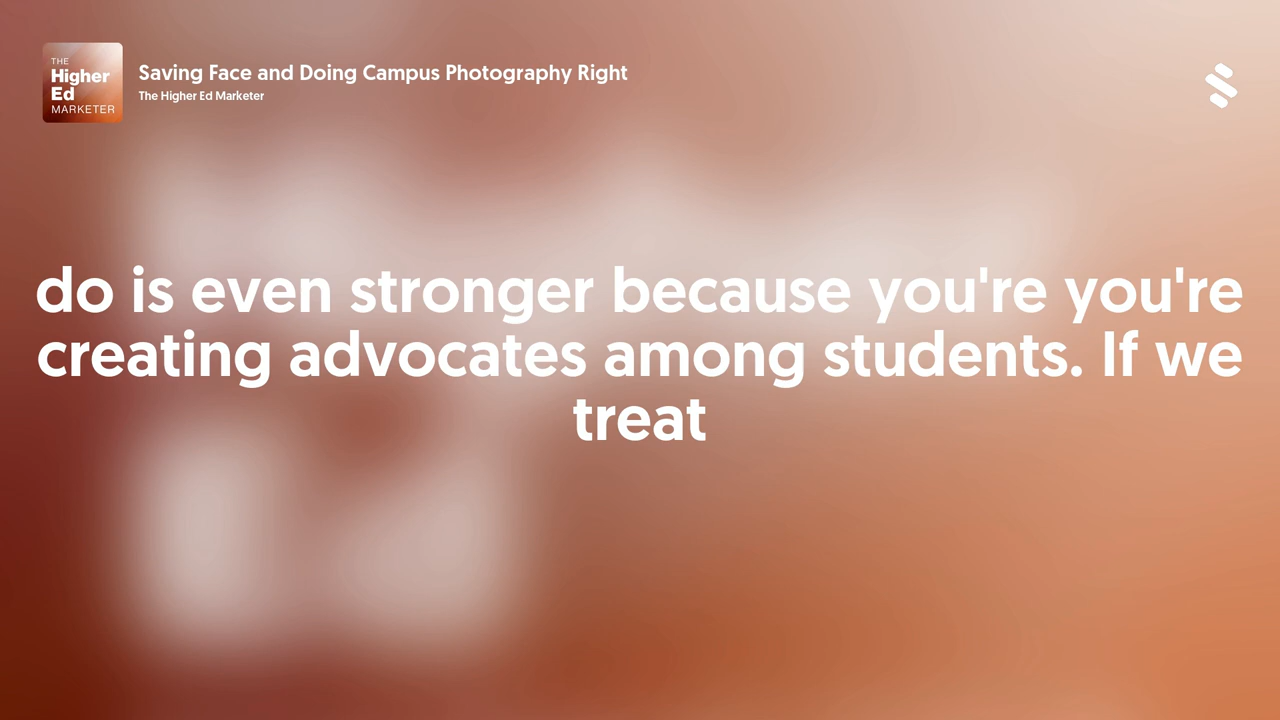 THE
Higher
Ed
MARKETER
Saving Face and Doing Campus Photography Right
The Higher Ed Marketer
do is even stronger because you're you're
creating advocates among students. If we
treat